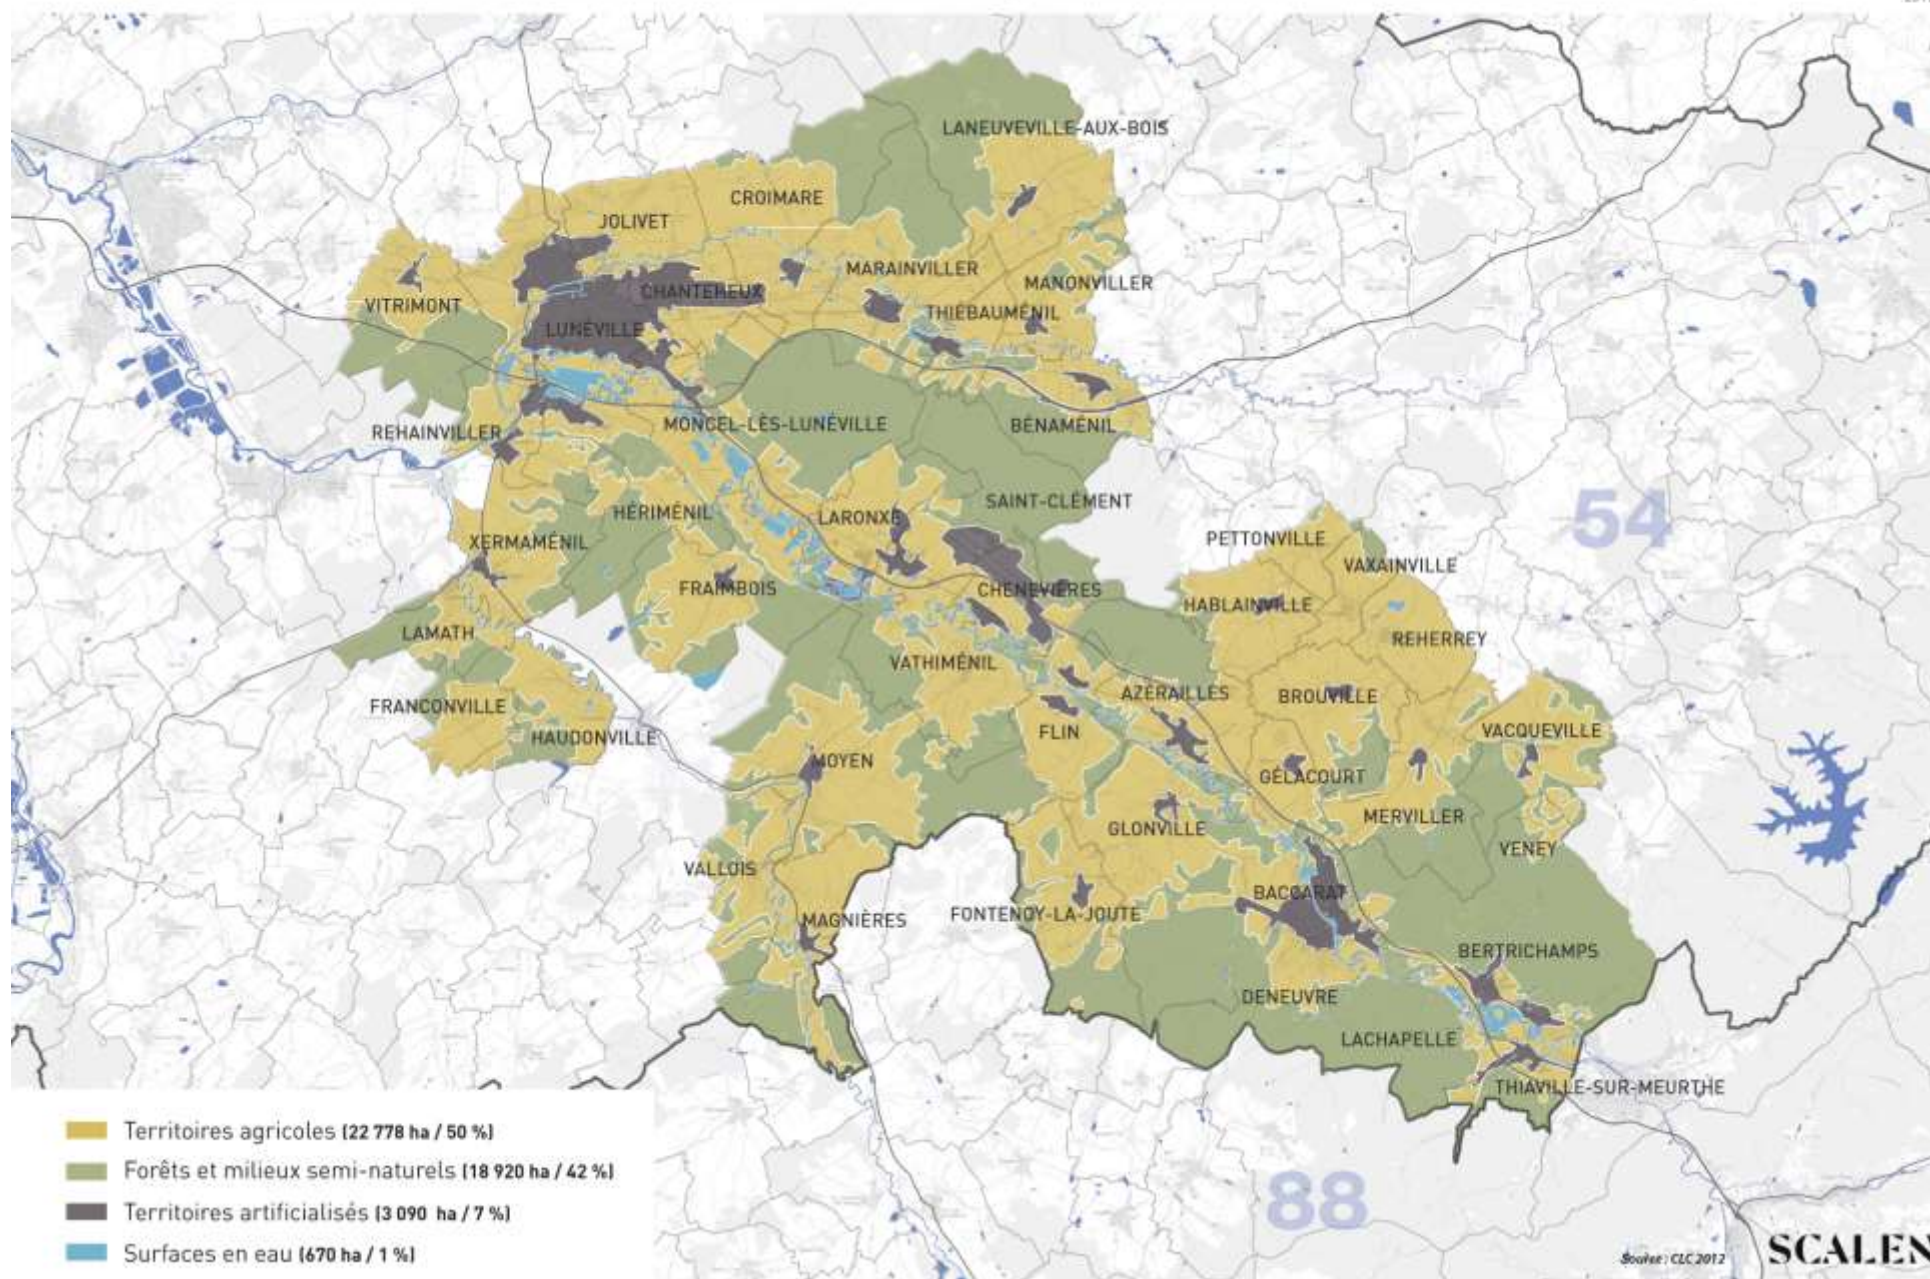 LANEUVEVILLE-AUX-BOIS
CROIMARE
JOLIVET
MARAINVILLER
MANONVILLER
CHANTEHEUX
VITRIMONT
THIÉBAUMÉNIL
LUNÉVILLE
MONCEL-LÈS-LUNÉVILLE
BÉNAMÉNIL
REHAINVILLER
SAINT-CLÉMENT
HÉRIMÉNIL
LARONXE
54
XERMAMÉNIL
PETTONVILLE
VAXAINVILLE
FRAIMBOIS
CHENEVIÈRES
HABLAINVILLE
LAMATH
REHERREY
VATHIMÉNIL
AZERAILLES
BROUVILLE
FRANCONVILLE
HAUDONVILLE
FLIN
VACQUEVILLE
MOYEN
GÉLACOURT
GLONVILLE
MERVILLER
VENEY
VALLOIS
BACCARAT
MAGNIÈRES
FONTENOY-LA-JOUTE
BERTRICHAMPS
DENEUVRE
LACHAPELLE
THIAVILLE-SUR-MEURTHE
Territoires agricoles (22 778 ha / 50 %)
Forêts et milieux semi-naturels (18 920 ha / 42 %)
Territoires artificialisés (3 090 ha / 7 %)
Surfaces en eau (670 ha / 1 %)
88
Source : CLC 2012
SCALEN